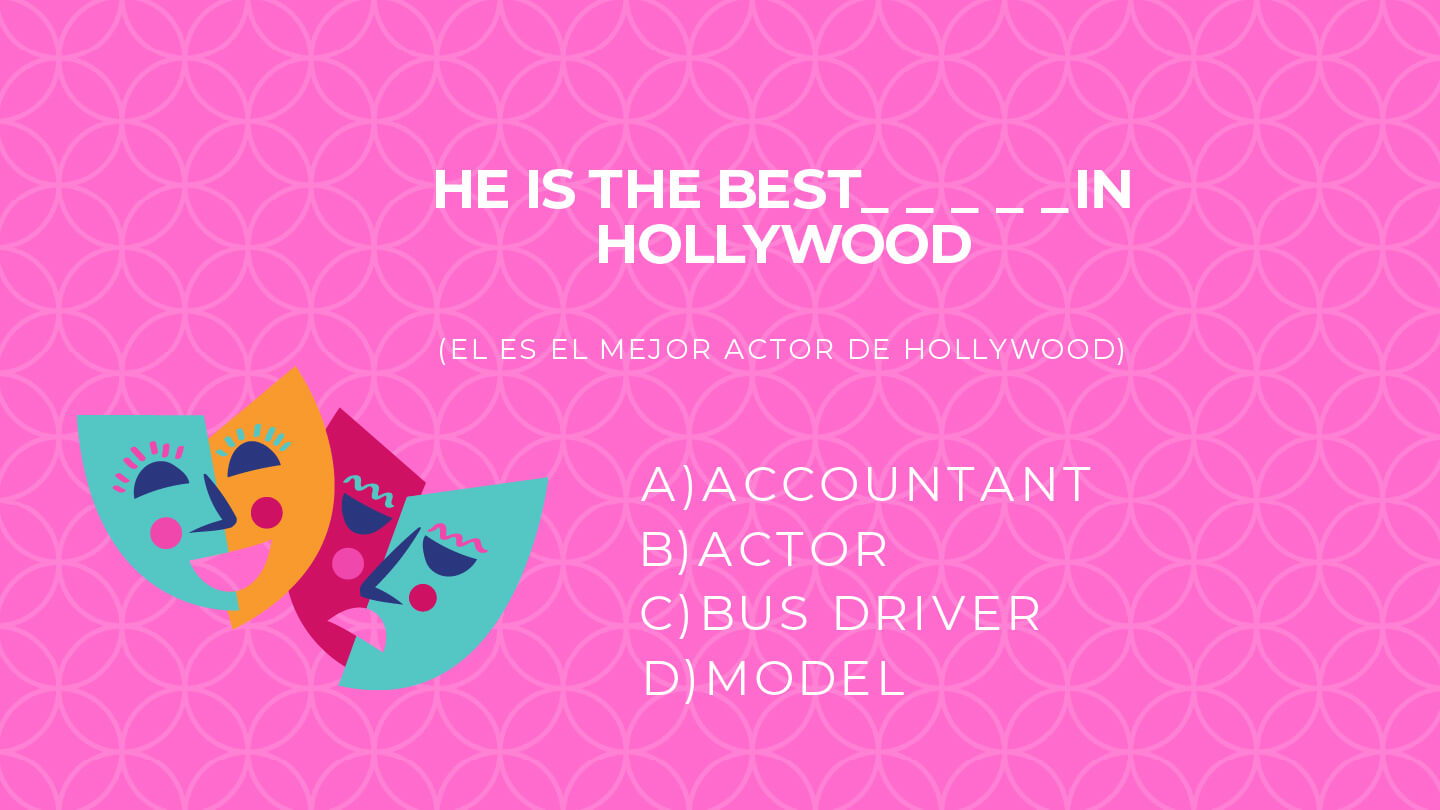 HE IS THE BEST_ _ _ _ _IN
HOLLYWOOD
(EL ES EL MEJOR ACTOR DE HOLLYWOOD)
A)ACCOUNTANT
B)ACTOR
C)BUS DRIVER
D)MODEL